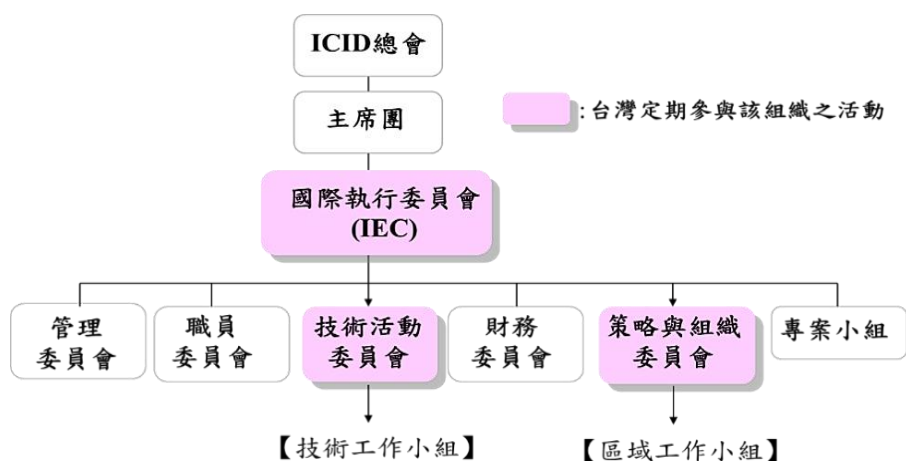 ICID總會
主席團
:台灣定期參與該組織之活動
國際執行委員會
(IEC)
管理
委員會
職員
委員會
技術活動
委員會
財務
委員會
策略與組織
委員會
專案小組
【技術工作小組】
【區域工作小組】